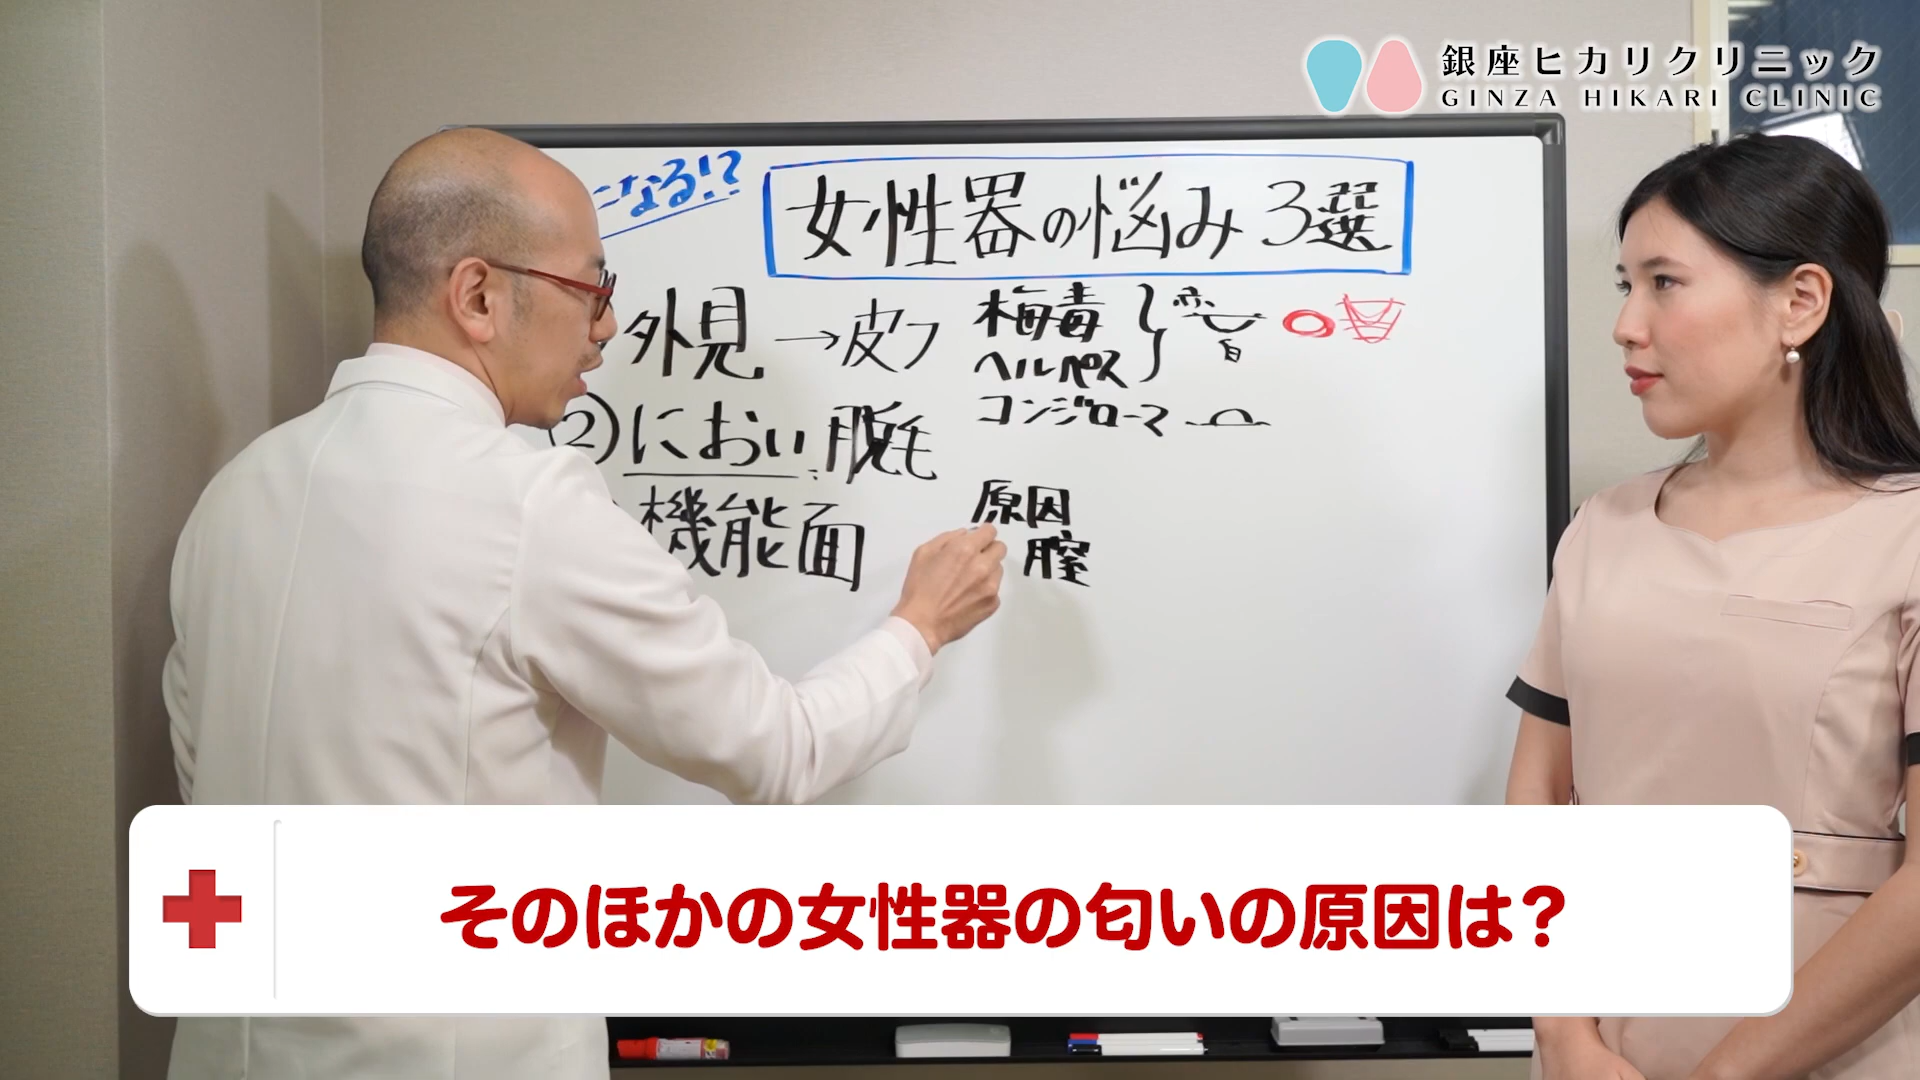 銀座ヒカリクリニック
GINZA HIKARI CLINIC
になる!?
女性器の悩み3選
外見→皮フ
梅毒
ヘルペス
コンジローマ
②におい
脱毛
機能面
原因
膣
そのほかの女性器の匂いの原因は？